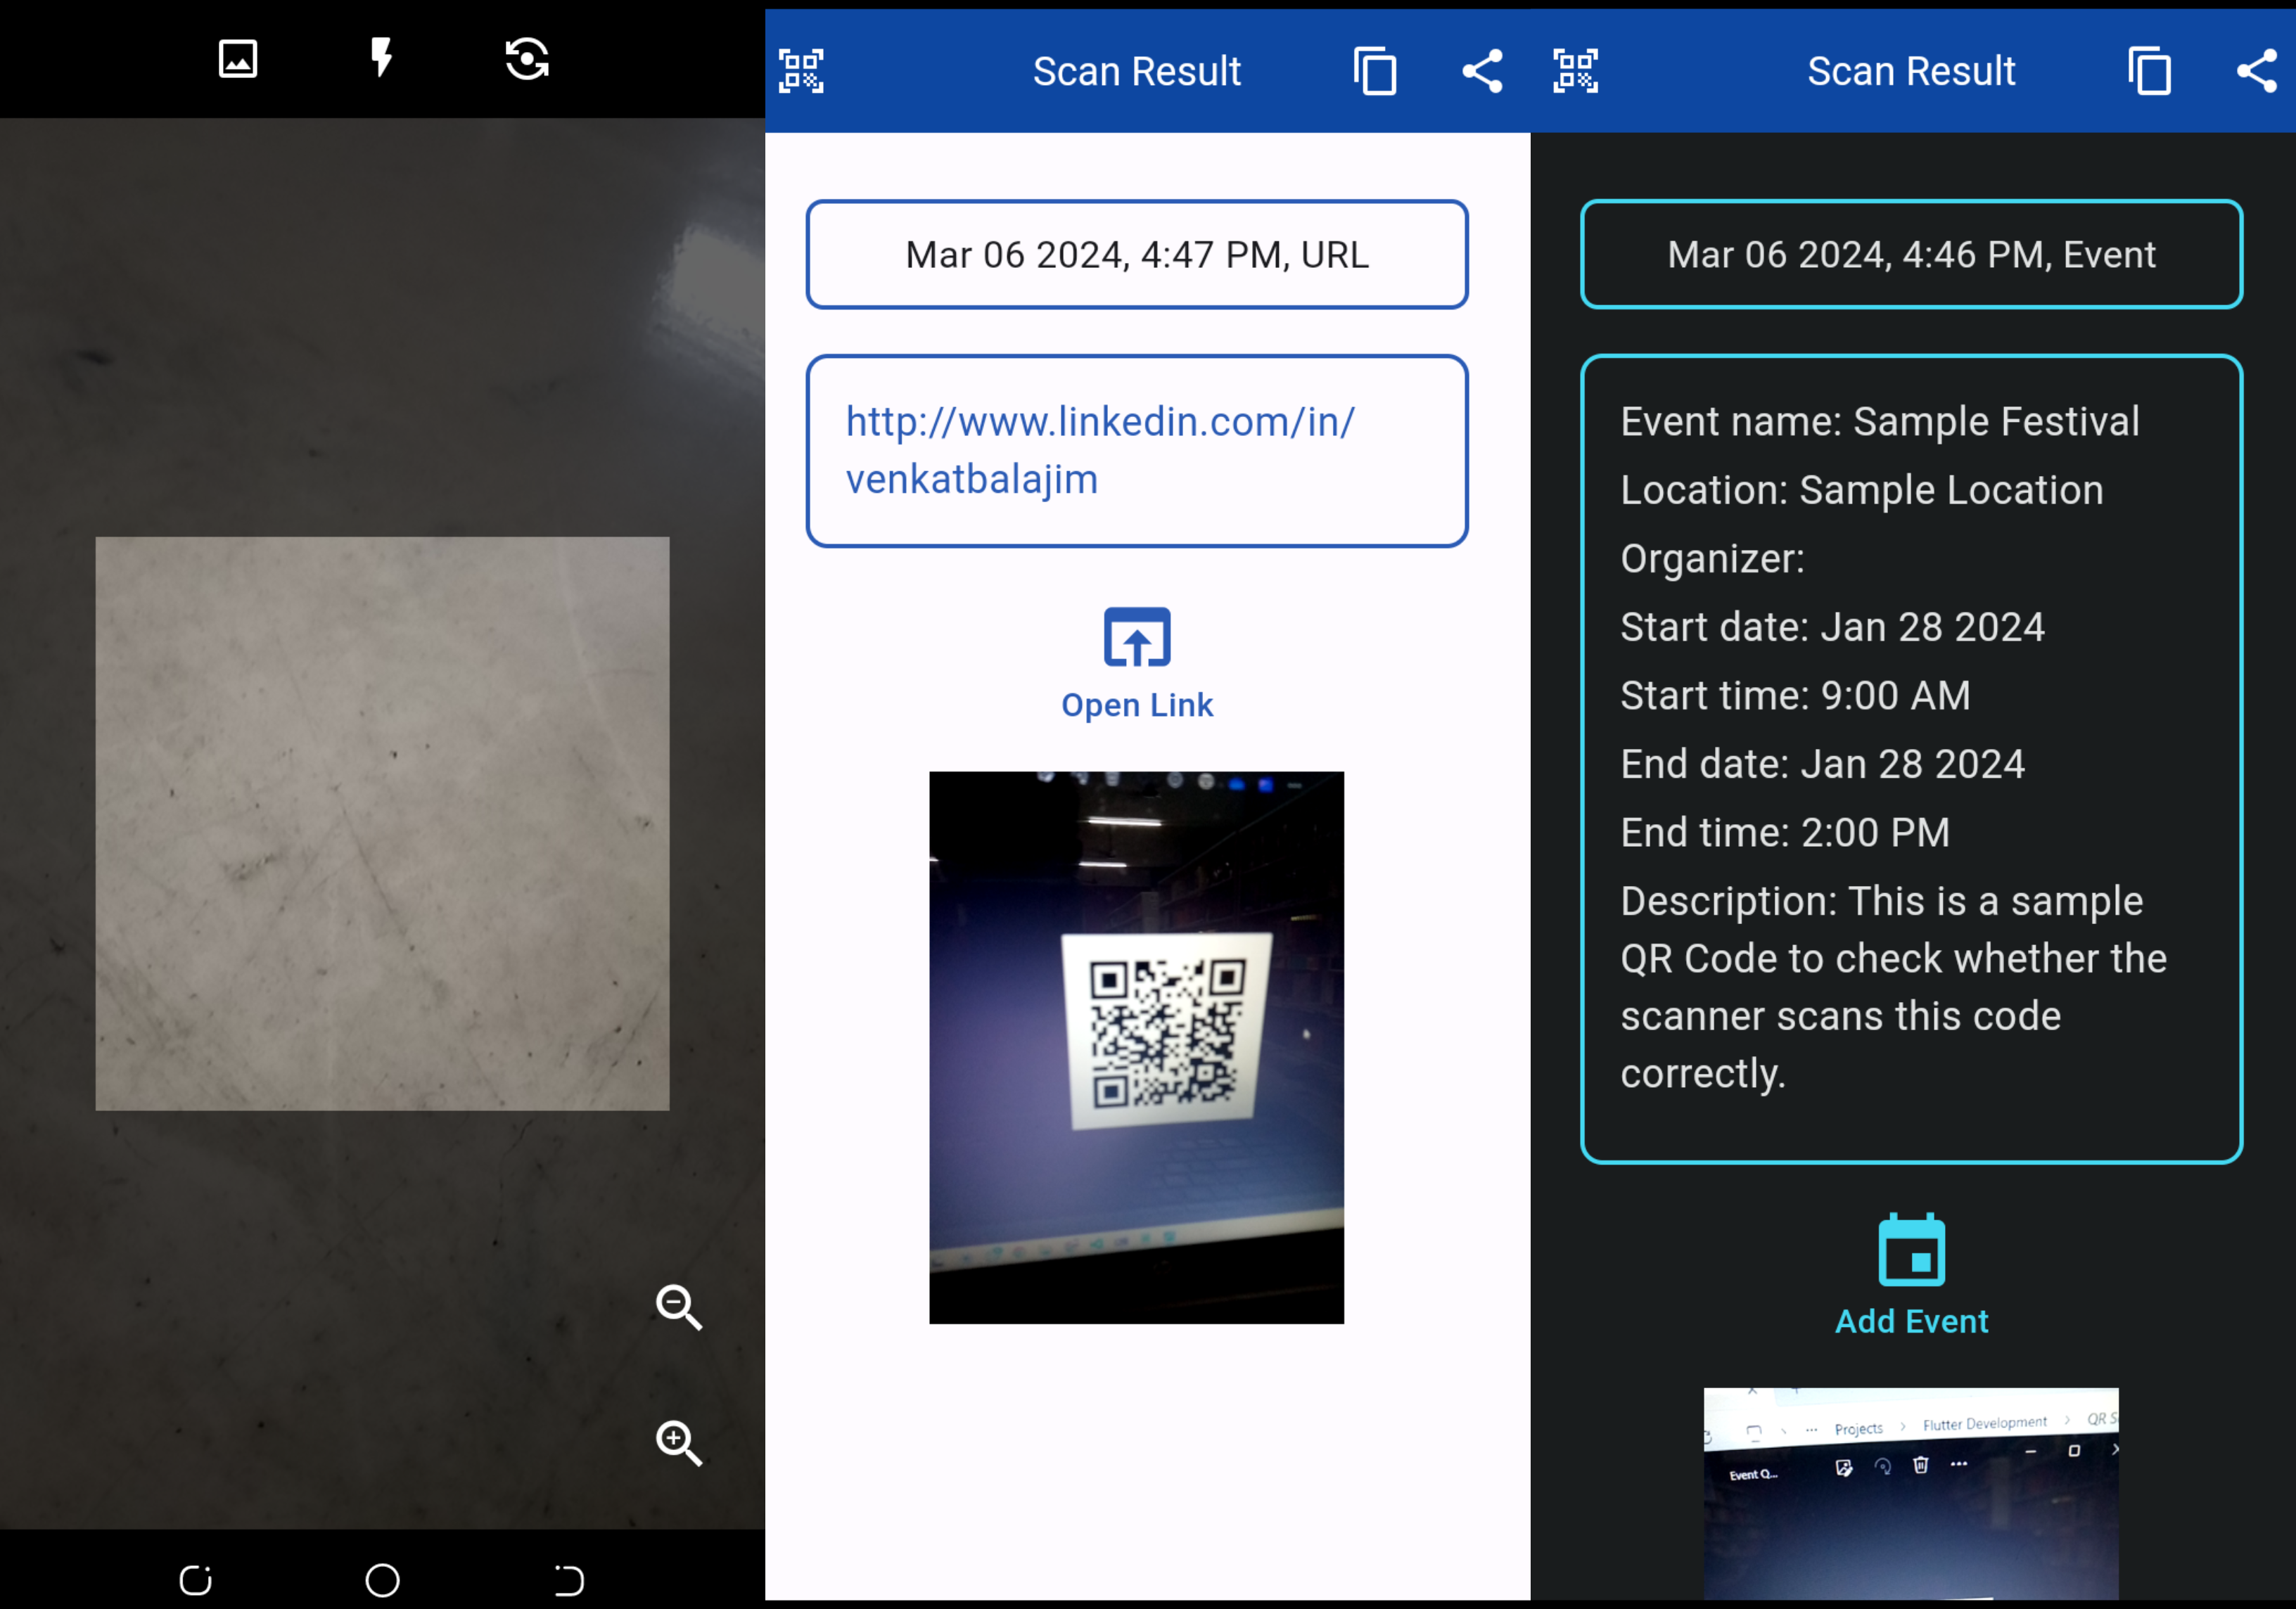 Scan Result
Mar 06 2024, 4:47 PM, URL
http://www.linkedin.com/in/
venkatbalajim
Open Link
Scan Result
Mar 06 2024, 4:46 PM, Event
Event name: Sample Festival
Location: Sample Location
Organizer:
Start date: Jan 28 2024
Start time: 9:00 AM
End date: Jan 28 2024
End time: 2:00 PM
Description: This is a sample
QR Code to check whether the
scanner scans this code
correctly.
Add Event
... Projects > Flutter Development > QR S
Event Q...